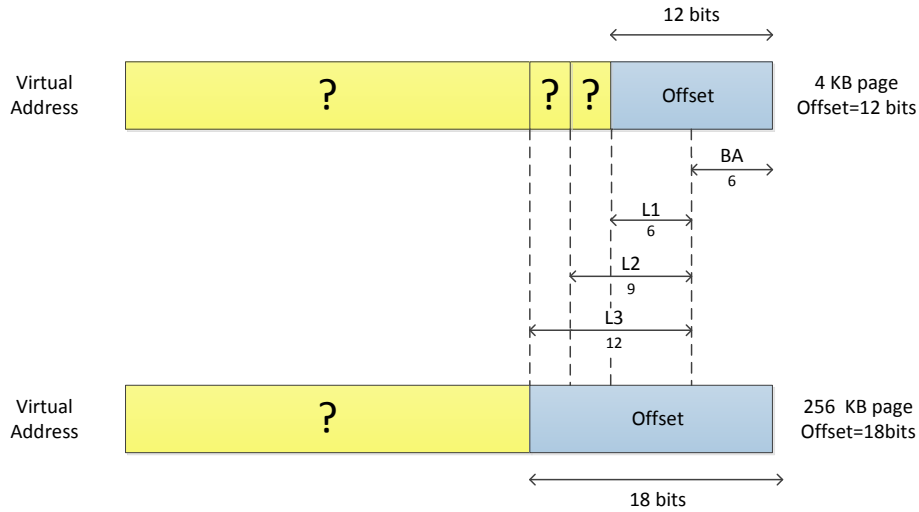 12 bits
Virtual
Address
?
?
?
Offset
4 KB page
Offset=12 bits
BA
6
L1
6
L2
9
L3
12
Virtual
Address
?
Offset
256 KB page
Offset=18bits
18 bits